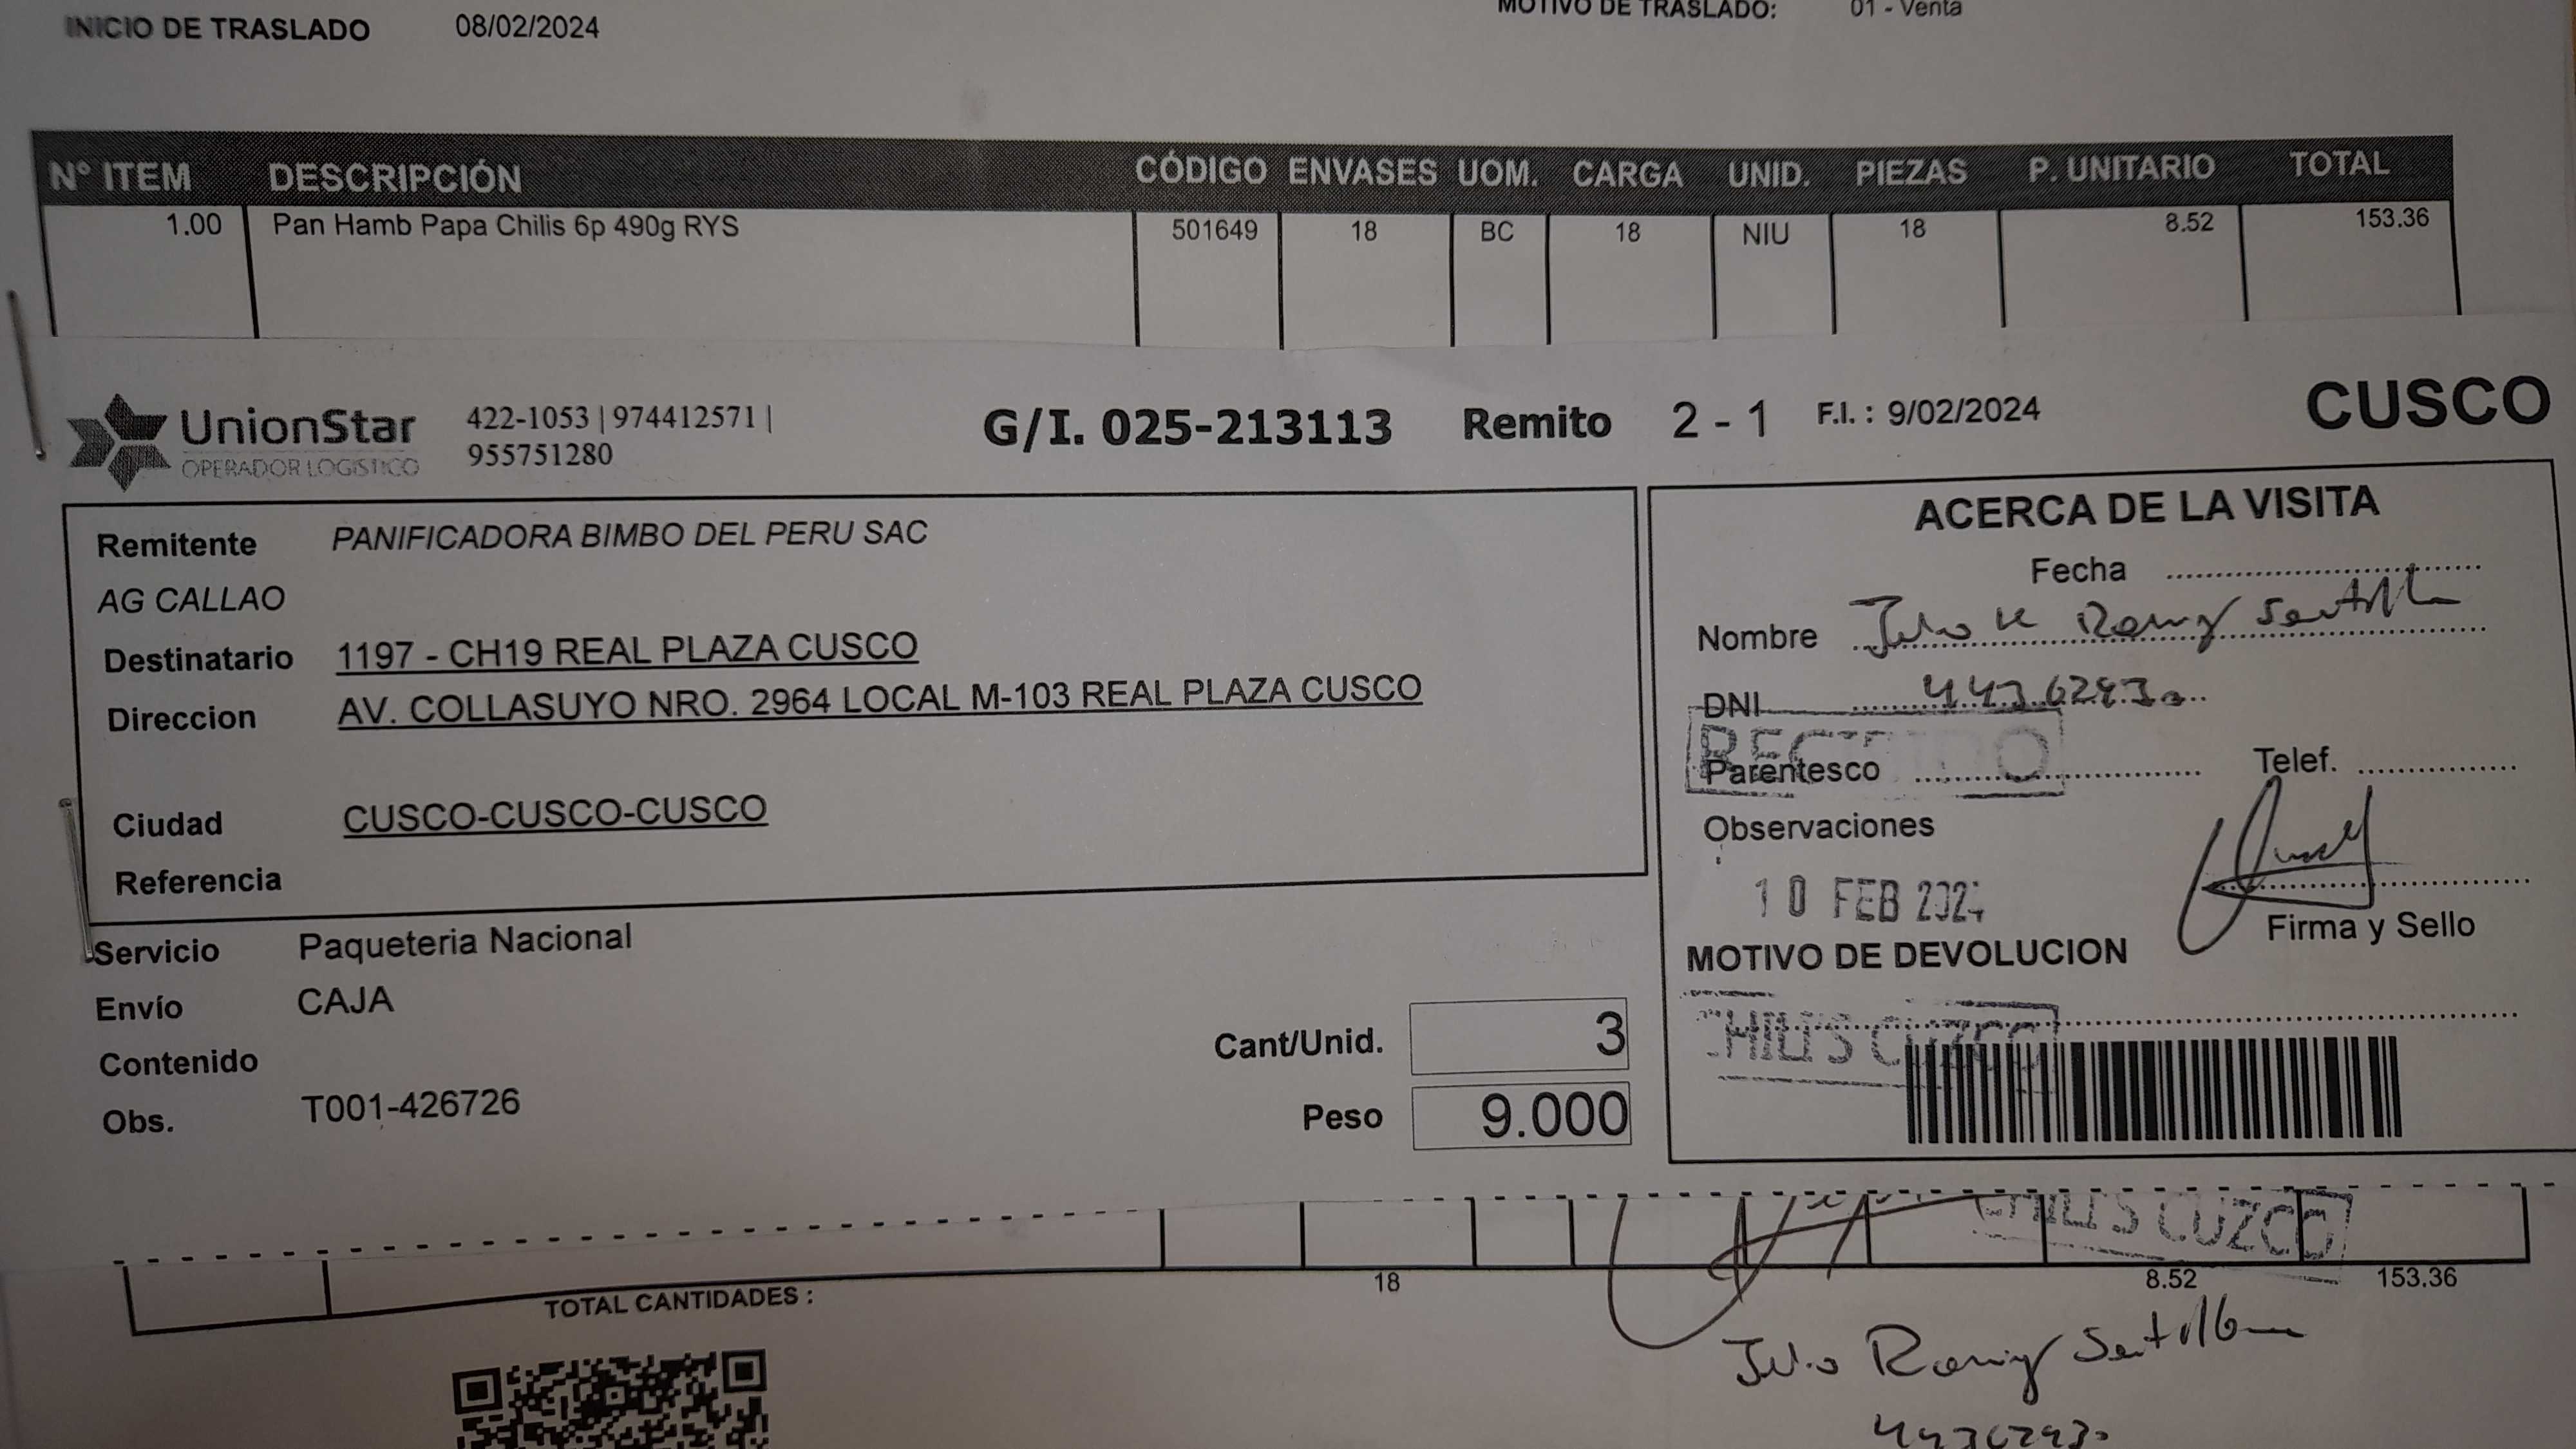 MOTIVO DE TRASLADO: 01 - Venta
INICIO DE TRASLADO 08/02/2024
N° ITEM DESCRIPCIÓN CÓDIGO ENVASES UOM. CARGA UNID. PIEZAS P. UNITARIO TOTAL
1.00 Pan Hamb Papa Chilis 6p 490g RYS 501649 18 BC 18 NIU 18 8.52 153.36
UnionStar
OPERADOR LOGISTICO
422-1053 | 974412571 |
955751280
G/I. 025-213113 Remito 2 - 1 F.I. : 9/02/2024 CUSCO
Remitente PANIFICADORA BIMBO DEL PERU SAC
AG CALLAO
Destinatario 1197 - CH19 REAL PLAZA CUSCO
Direccion AV. COLLASUYO NRO. 2964 LOCAL M-103 REAL PLAZA CUSCO
Ciudad CUSCO-CUSCO-CUSCO
Referencia
Servicio Paqueteria Nacional
Envío CAJA
Contenido
Obs. T001-426726
Cant/Unid. 3
Peso 9.000
ACERCA DE LA VISITA
Fecha
Nombre
DNI
Parentesco Telef.
Observaciones
10 FEB
Firma y Sello
MOTIVO DE DEVOLUCION
CHILI'S CUZCO
CHILI'S CUZCO
18 8.52 153.36
TOTAL CANTIDADES :